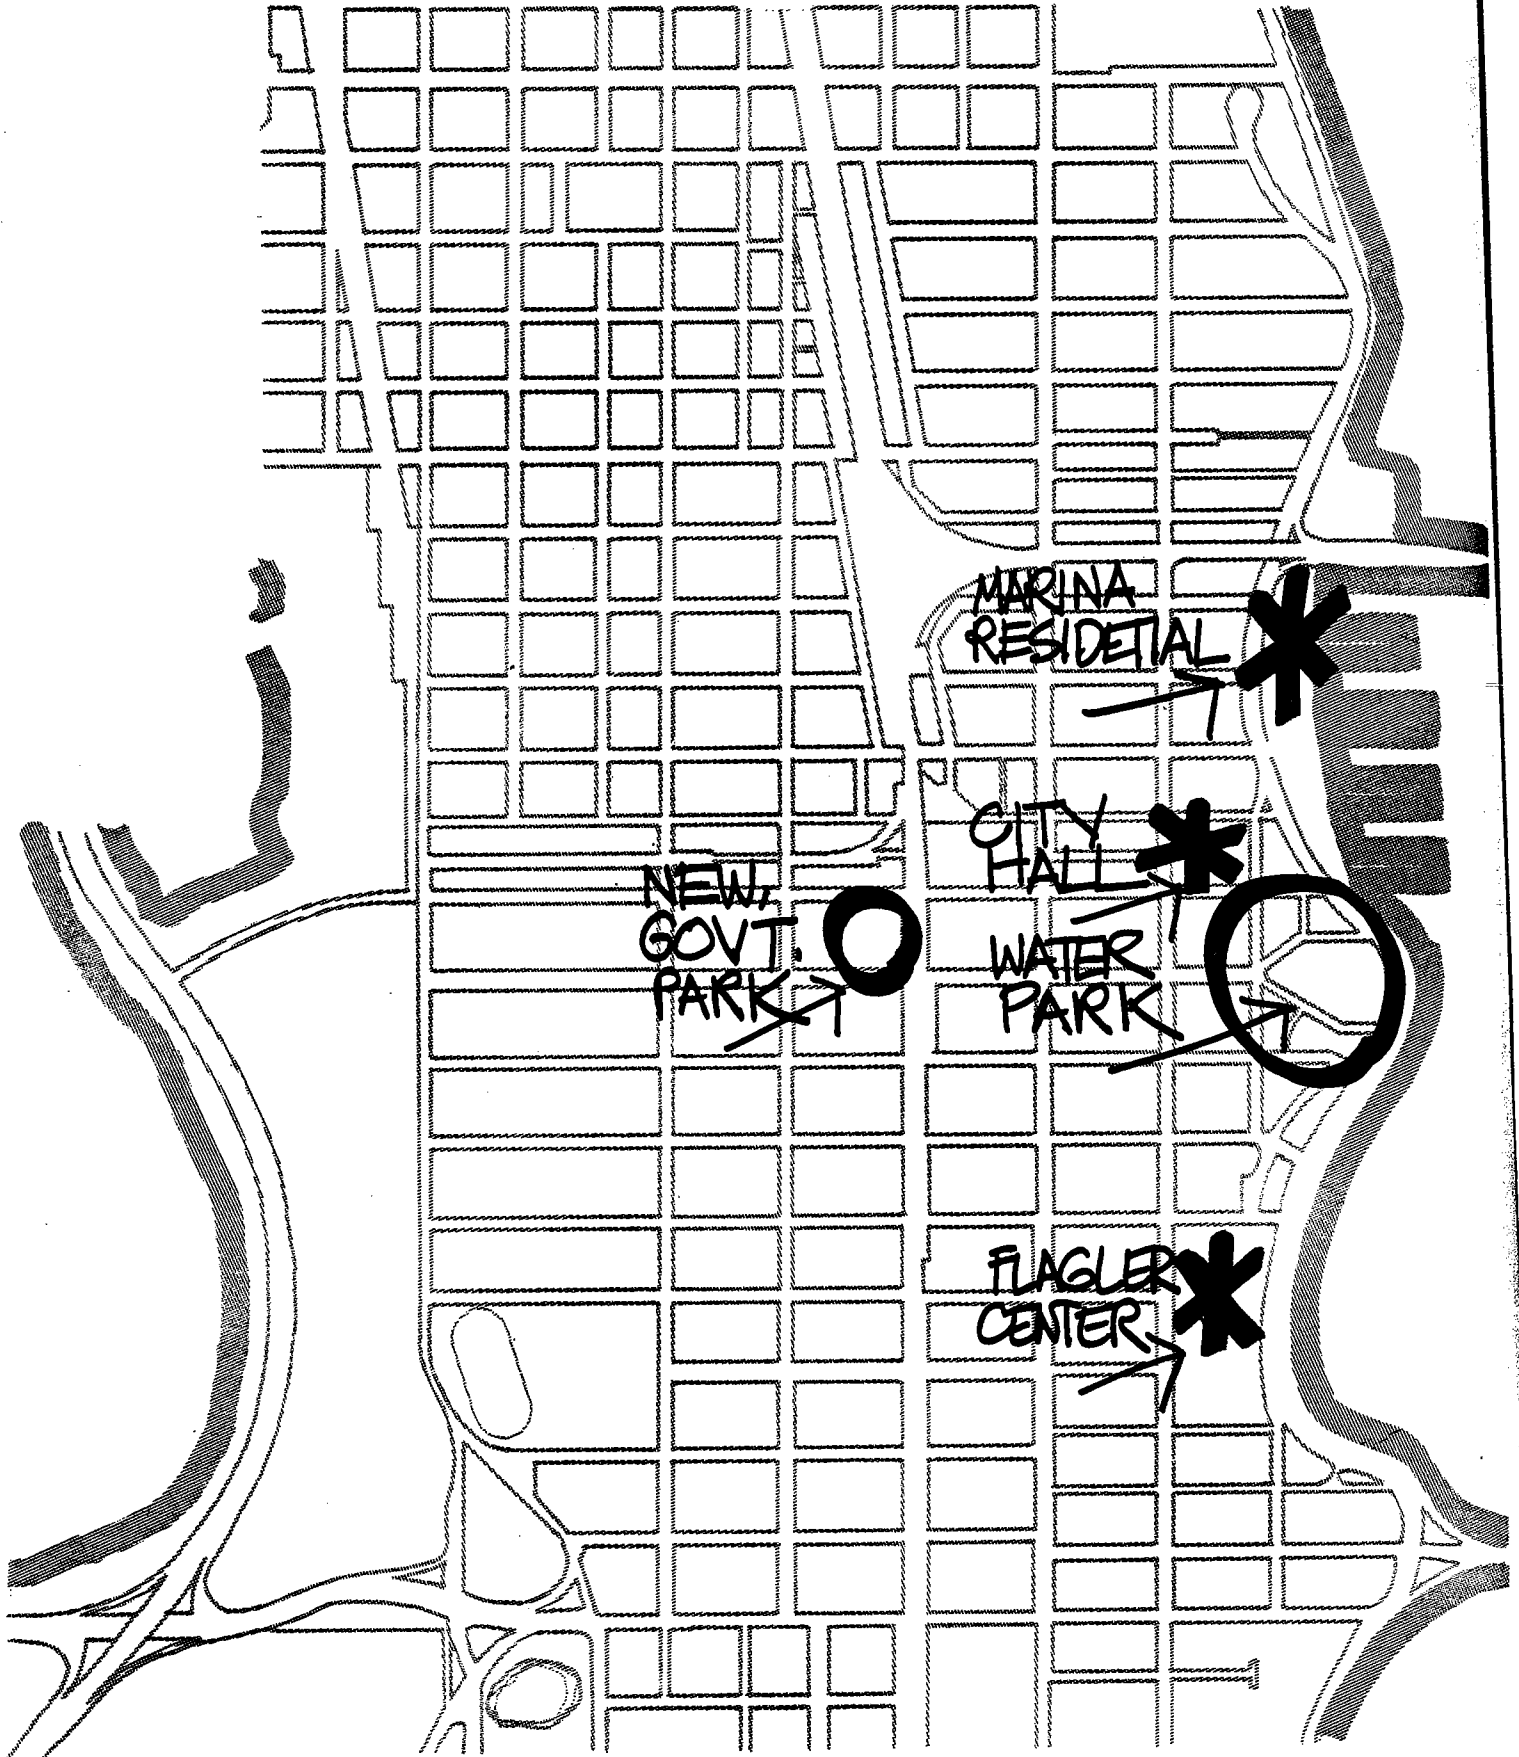 MARINA
RESIDETIAL
CITY
HALL
NEW,
GOVT.
PARK
WATER
PARK
FLAGLER
CENTER